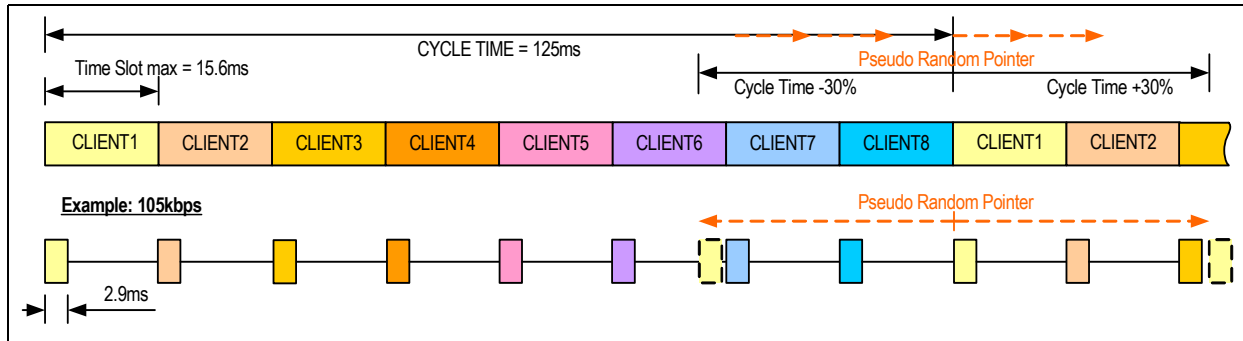 CYCLE TIME = 125ms
Pseudo Random Pointer
Time Slot max = 15.6ms
Cycle Time -30%
Cycle Time +30%
CLIENT1 CLIENT2 CLIENT3 CLIENT4 CLIENT5 CLIENT6 CLIENT7 CLIENT8 CLIENT1 CLIENT2
Example: 105kbps
Pseudo Random Pointer
2.9ms